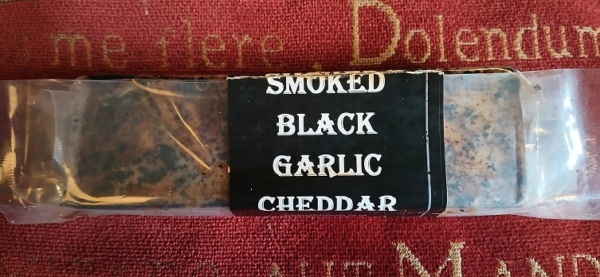 s me flere, Dolendum
SMOKED
BLACK
GARLIC
CHEDDAR